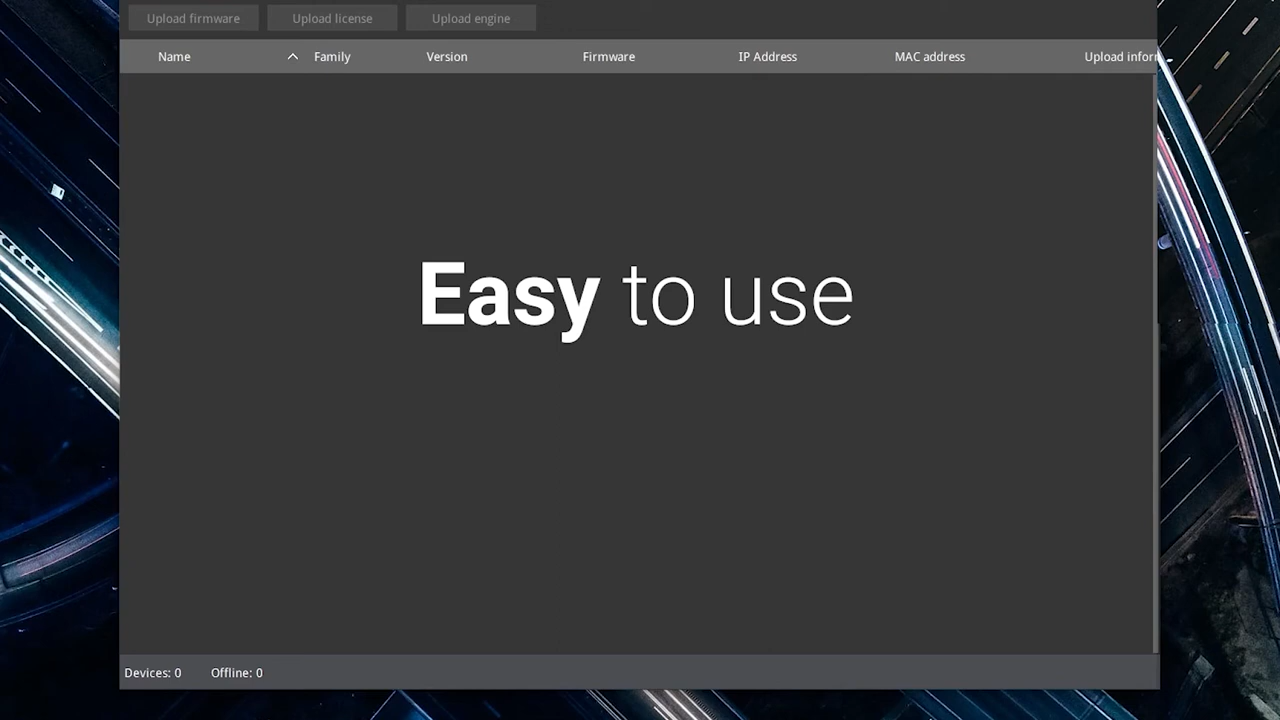 Upload firmware Upload license Upload engine
Name Family Version Firmware IP Address MAC address Upload
Easy to use
Devices: 0 Offline: 0